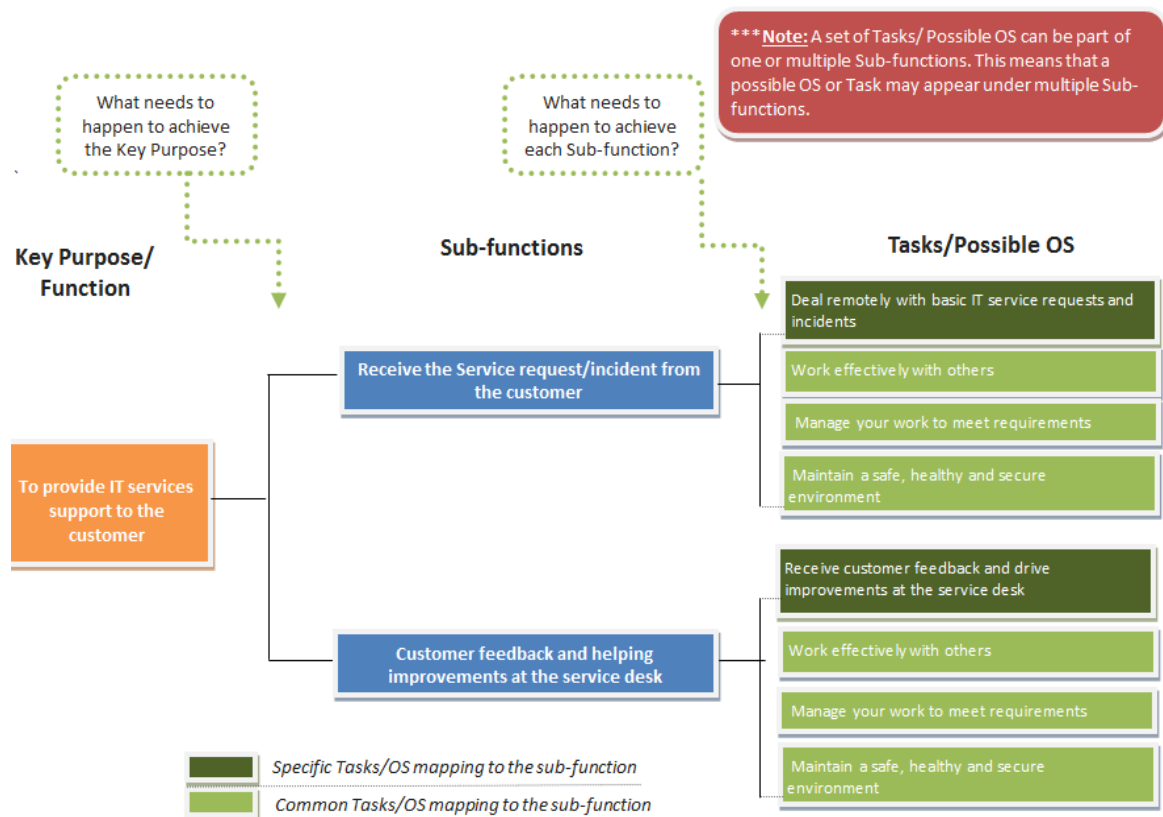 ***Note: A set of Tasks/ Possible OS can be part of
one or multiple Sub-functions. This means that a
possible OS or Task may appear under multiple Sub-
functions.
What needs to
happen to achieve
the Key Purpose?
What needs to
happen to achieve
each Sub-function?
`
Key Purpose/
Function
Sub-functions
Tasks/Possible OS
To provide IT services
support to the
customer
Receive the Service request/incident from
the customer
Deal remotely with basic IT service requests and
incidents
Work effectively with others
Manage your work to meet requirements
Maintain a safe, healthy and secure
environment
Customer feedback and helping
improvements at the service desk
Receive customer feedback and drive
improvements at the service desk
Work effectively with others
Manage your work to meet requirements
Maintain a safe, healthy and secure
environment
Specific Tasks/OS mapping to the sub-function
Common Tasks/OS mapping to the sub-function